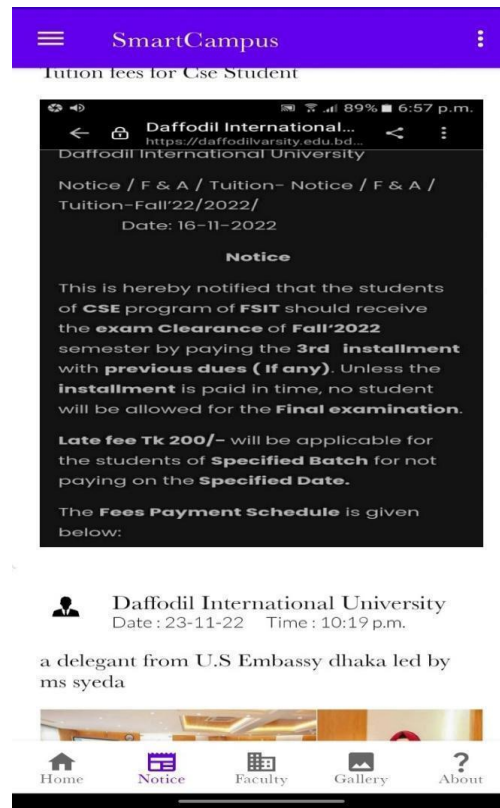 SmartCampus
Tution fees for Cse Student
89% 6:57 p.m.
Daffodil International...
https://daffodilvarsity.edu.bd...
Daffodil International University
Notice / F & A / Tuition- Notice / F & A /
Tuition-Fall'22/2022/
Date: 16-11-2022
Notice
This is hereby notified that the students
of CSE program of FSIT should receive
the exam Clearance of Fall'2022
semester by paying the 3rd installment
with previous dues ( If any). Unless the
installment is paid in time, no student
will be allowed for the Final examination.
Late fee Tk 200/- will be applicable for
the students of Specified Batch for not
paying on the Specified Date.
The Fees Payment Schedule is given
below:
Daffodil International University
Date : 23-11-22 Time : 10:19 p.m.
a delegant from U.S Embassy dhaka led by
ms syeda
Home Notice Faculty Gallery About